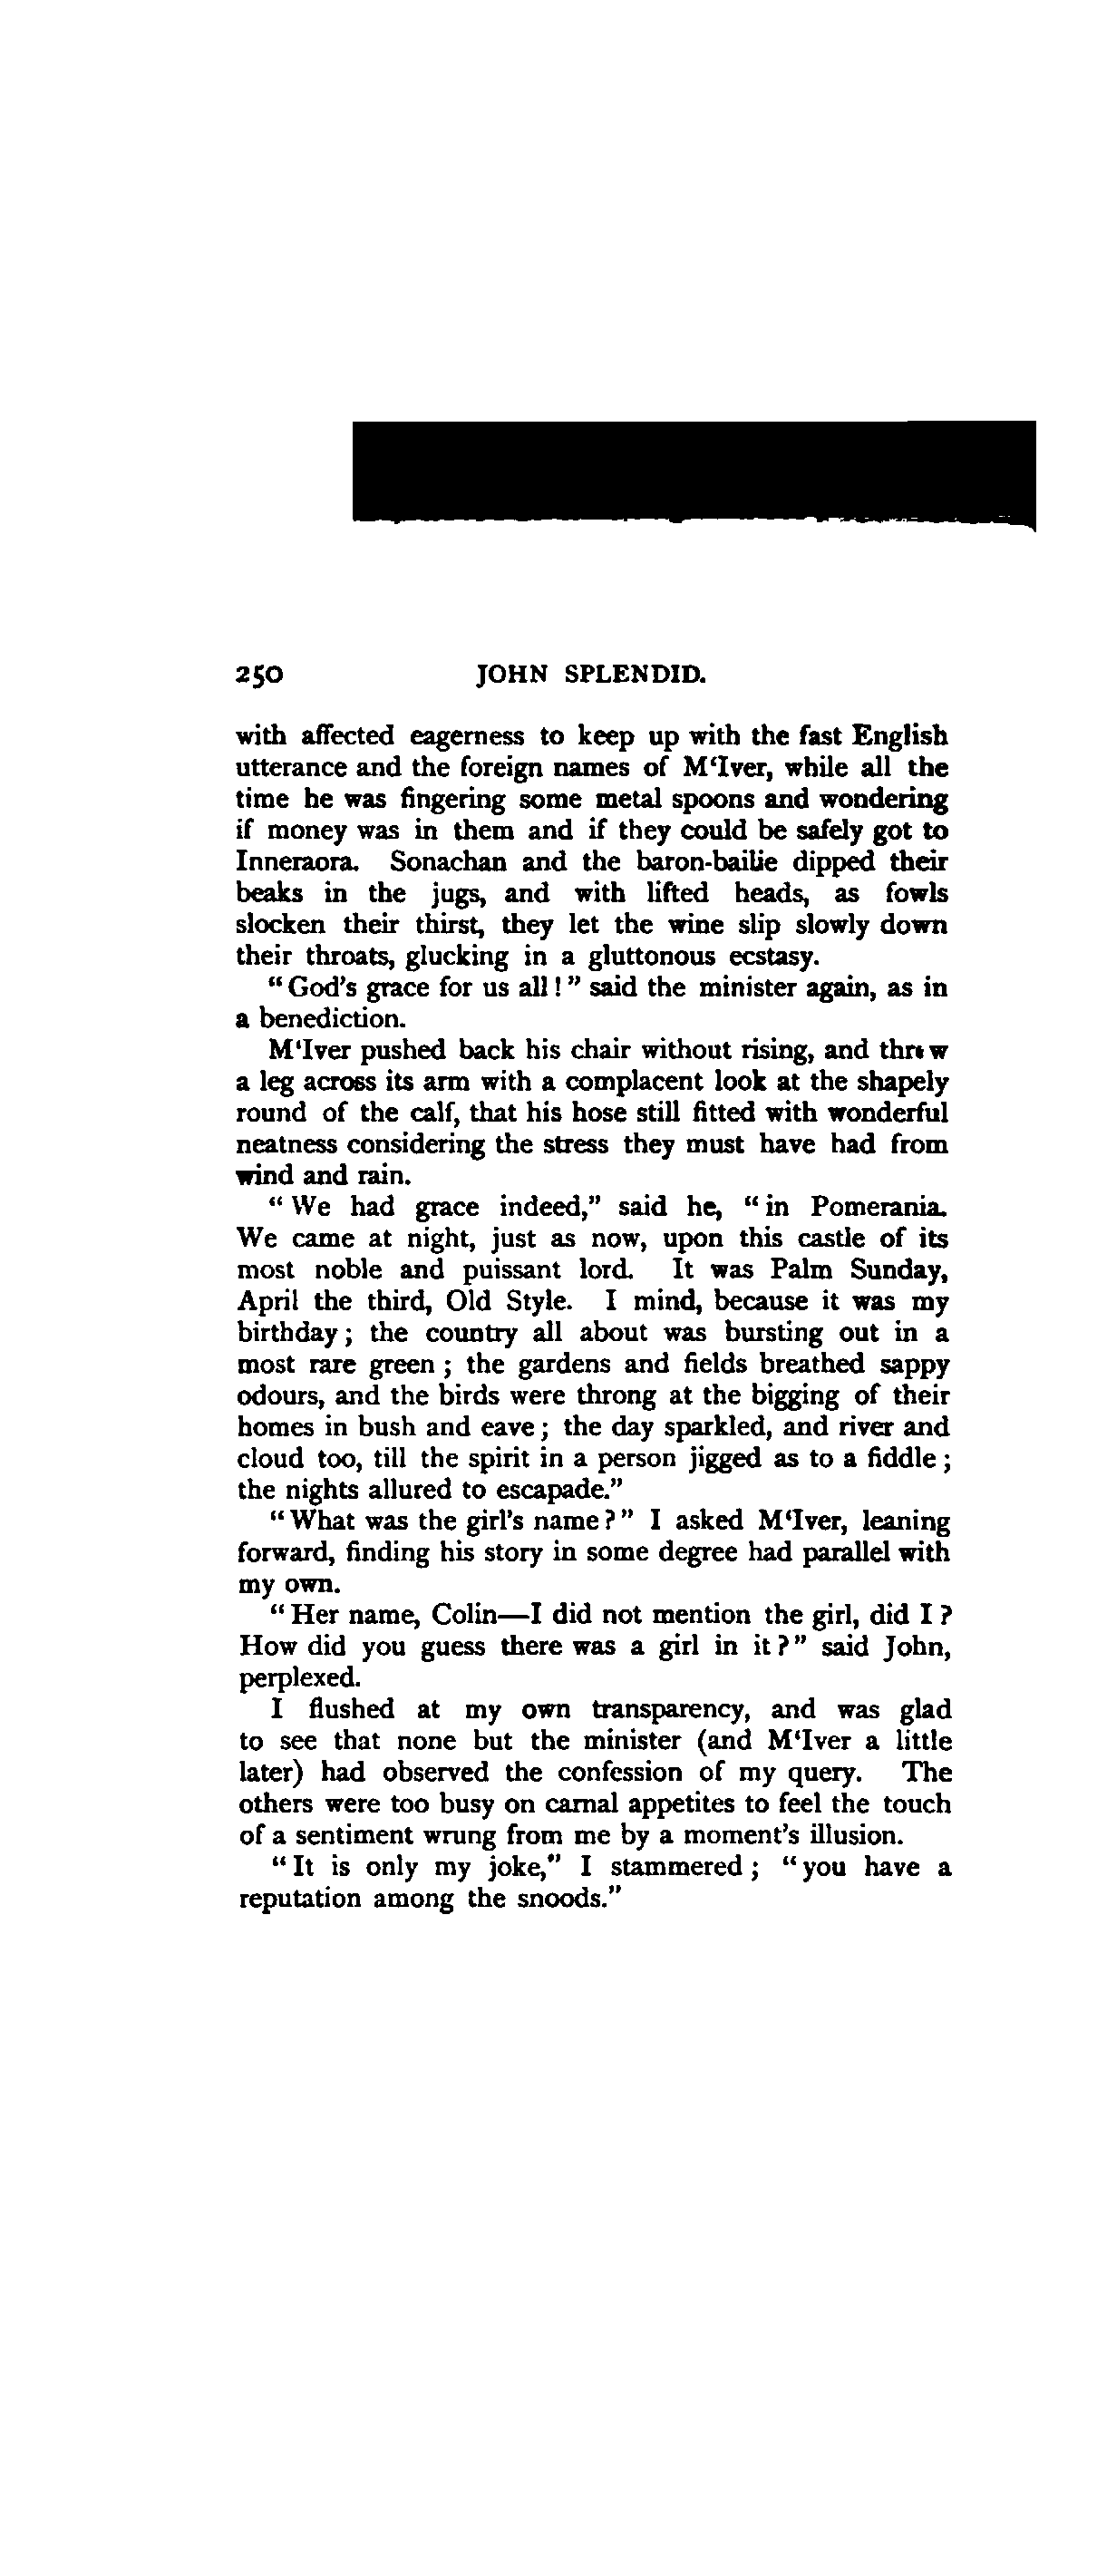 250 JOHN SPLENDID.
with affected eagerness to keep up with the fast English
utterance and the foreign names of M‘Iver, while all the
time he was fingering some metal spoons and wondering
if money was in them and if they could be safely got to
Inneraora. Sonachan and the baron-bailie dipped their
beaks in the jugs, and with lifted heads, as fowls
slocken their thirst, they let the wine slip slowly down
their throats, glucking in a gluttonous ecstasy.
“God’s grace for us all!” said the minister again, as in
a benediction.
M‘Iver pushed back his chair without rising, and threw
a leg across its arm with a complacent look at the shapely
round of the calf, that his hose still fitted with wonderful
neatness considering the stress they must have had from
wind and rain.
“We had grace indeed,” said he, “in Pomerania.
We came at night, just as now, upon this castle of its
most noble and puissant lord. It was Palm Sunday,
April the third, Old Style. I mind, because it was my
birthday; the country all about was bursting out in a
most rare green; the gardens and fields breathed sappy
odours, and the birds were throng at the bigging of their
homes in bush and eave; the day sparkled, and river and
cloud too, till the spirit in a person jigged as to a fiddle;
the nights allured to escapade.”
“What was the girl’s name?” I asked M‘Iver, leaning
forward, finding his story in some degree had parallel with
my own.
“Her name, Colin—I did not mention the girl, did I?
How did you guess there was a girl in it?” said John,
perplexed.
I flushed at my own transparency, and was glad
to see that none but the minister (and M‘Iver a little
later) had observed the confession of my query. The
others were too busy on carnal appetites to feel the touch
of a sentiment wrung from me by a moment’s illusion.
“It is only my joke,” I stammered; “you have a
reputation among the snoods.”